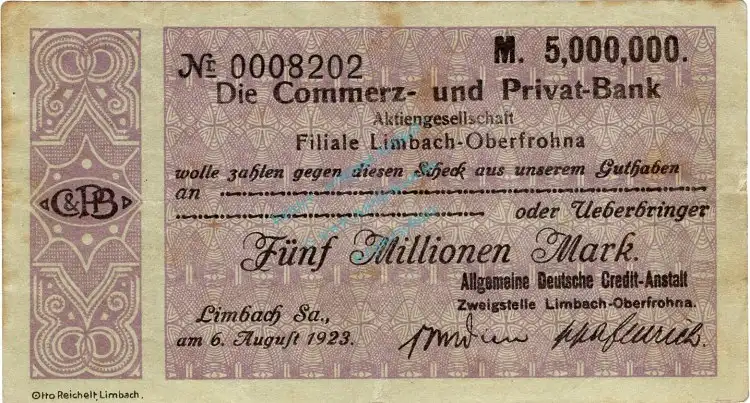 № 0008202
M. 5,000,000.
Die Commerz- und Privat-Bank
Aktiengesellschaft
Filiale Limbach-Oberfrohna
wolle zahlen gegen diesen Scheck aus unserem Guthaben
an
oder Ueberbringer
C&PB
Fünf Millionen Mark.
Allgemeine Deutsche Credit-Anstalt
Zweigstelle Limbach-Oberfrohna.
Limbach Sa.,
am 6. August 1923.
Otto Reichelt, Limbach.